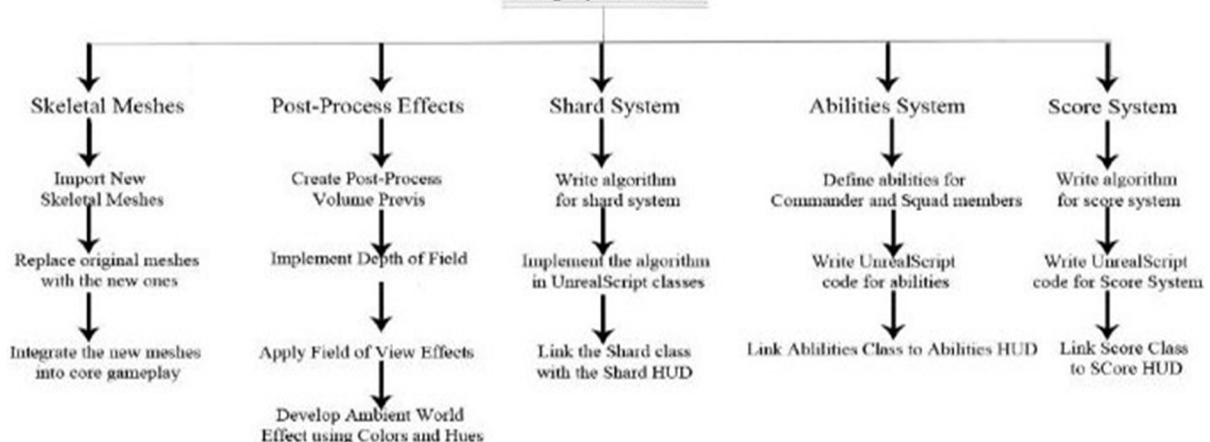 Skeletal Meshes
Import New
Skeletal Meshes
Replace original meshes
with the new ones
Integrate the new meshes
into core gameplay
Post-Process Effects
Create Post-Process
Volume Previs
Implement Depth of Field
Apply Field of View Effects
Develop Ambient World
Effect using Colors and Hues
Shard System
Write algorithm
for shard system
Implement the algorithm
in UnrealScript classes
Link the Shard class
with the Shard HUD
Abilities System
Define abilities for
Commander and Squad members
Write UnrealScript
code for abilities
Link Ablilities Class to Abilities HUD
Score System
Write algorithm
for score system
Write UnrealScript
code for Score System
Link Score Class
to SCore HUD